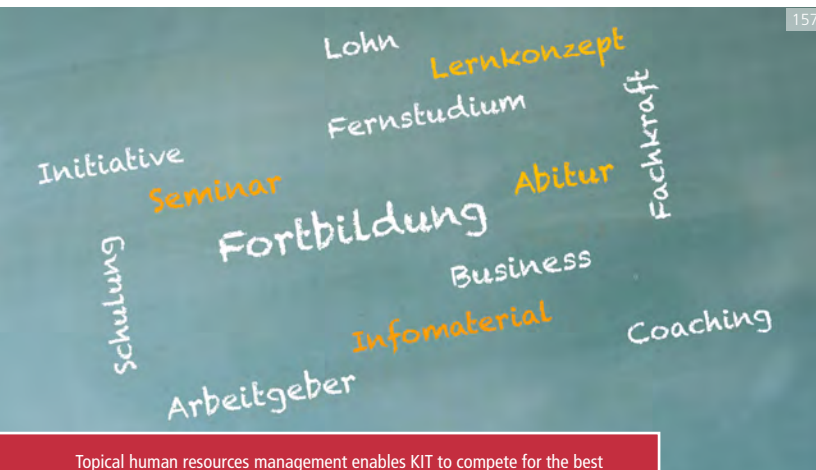 157
Lohn
Lernkonzept
Fernstudium
Fachkraft
Initiative
Seminar
Abitur
Fortbildung
Schulung
Business
Infomaterial
Coaching
Arbeitgeber
Topical human resources management enables KIT to compete for the best